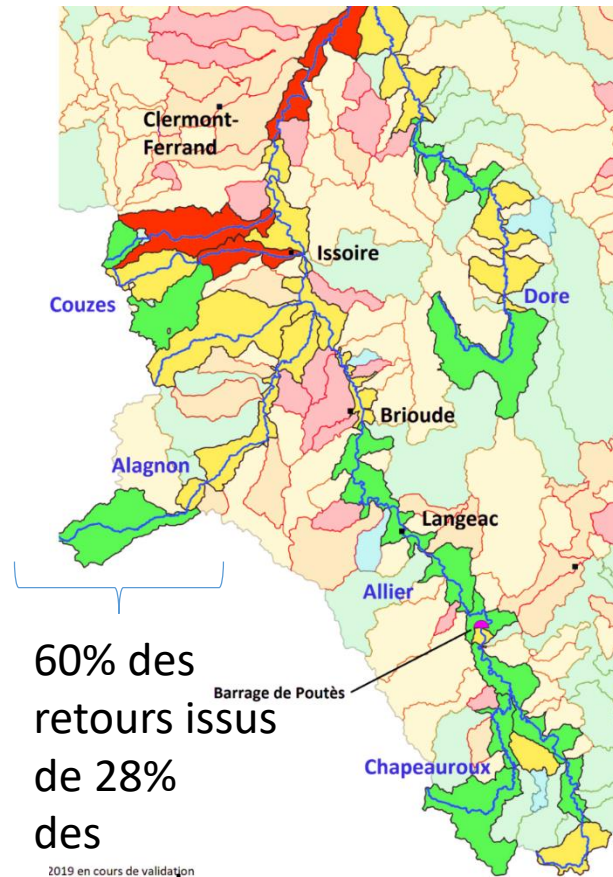 Clermont-
Ferrand
Issoire
Couzes
Dore
Brioude
Alagnon
Langeac
Allier
60% des
retours issus
de 28%
des
Barrage de Poutès
Chapeauroux
2019 en cours de validation